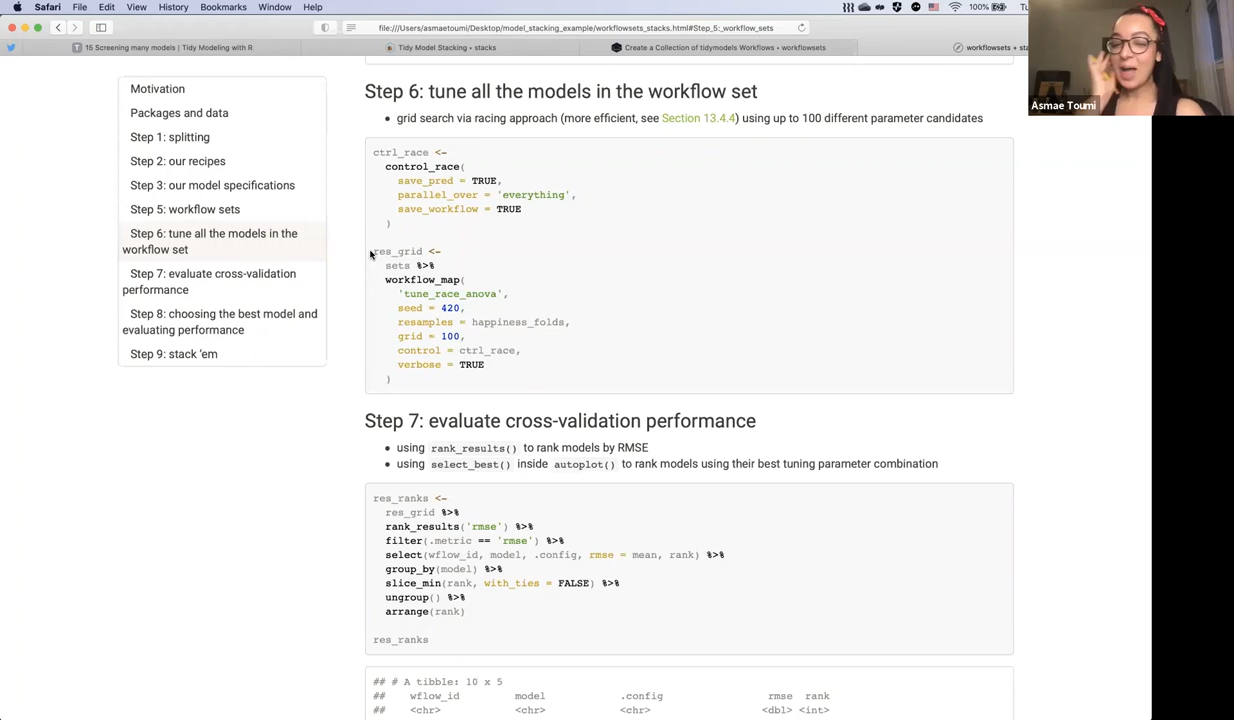 Safari File Edit View History Bookmarks Window Help 100%
file:///Users/asmaetoumi/Desktop/model_stacking_example/workflowsets_stacks.html#Step_5:_workflow_sets
15 Screening many models | Tidy Modeling with R
Tidy Model Stacking • stacks
Create a Collection of tidymodels Workflows • workflowsets
workflowsets + sta
Asmae Toumi
Motivation
Packages and data
Step 1: splitting
Step 2: our recipes
Step 3: our model specifications
Step 5: workflow sets
Step 6: tune all the models in the
workflow set
Step 7: evaluate cross-validation
performance
Step 8: choosing the best model and
evaluating performance
Step 9: stack 'em
Step 6: tune all the models in the workflow set
• grid search via racing approach (more efficient, see Section 13.4.4) using up to 100 different parameter candidates
ctrl_race <-
control_race(
save_pred = TRUE,
parallel_over = 'everything',
save_workflow = TRUE
)
res_grid <-
sets %>%
workflow_map(
'tune_race_anova',
seed = 420,
resamples = happiness_folds,
grid = 100,
control = ctrl_race,
verbose = TRUE
)
Step 7: evaluate cross-validation performance
• using rank_results() to rank models by RMSE
• using select_best() inside autoplot() to rank models using their best tuning parameter combination
res_ranks <-
res_grid %>%
rank_results('rmse') %>%
filter(.metric == 'rmse') %>%
select(wflow_id, model, .config, rmse = mean, rank) %>%
group_by(model) %>%
slice_min(rank, with_ties = FALSE) %>%
ungroup() %>%
arrange(rank)
res_ranks
## # A tibble: 10 x 5
## wflow_id model .config rmse rank
## <chr> <chr> <chr> <dbl> <int>